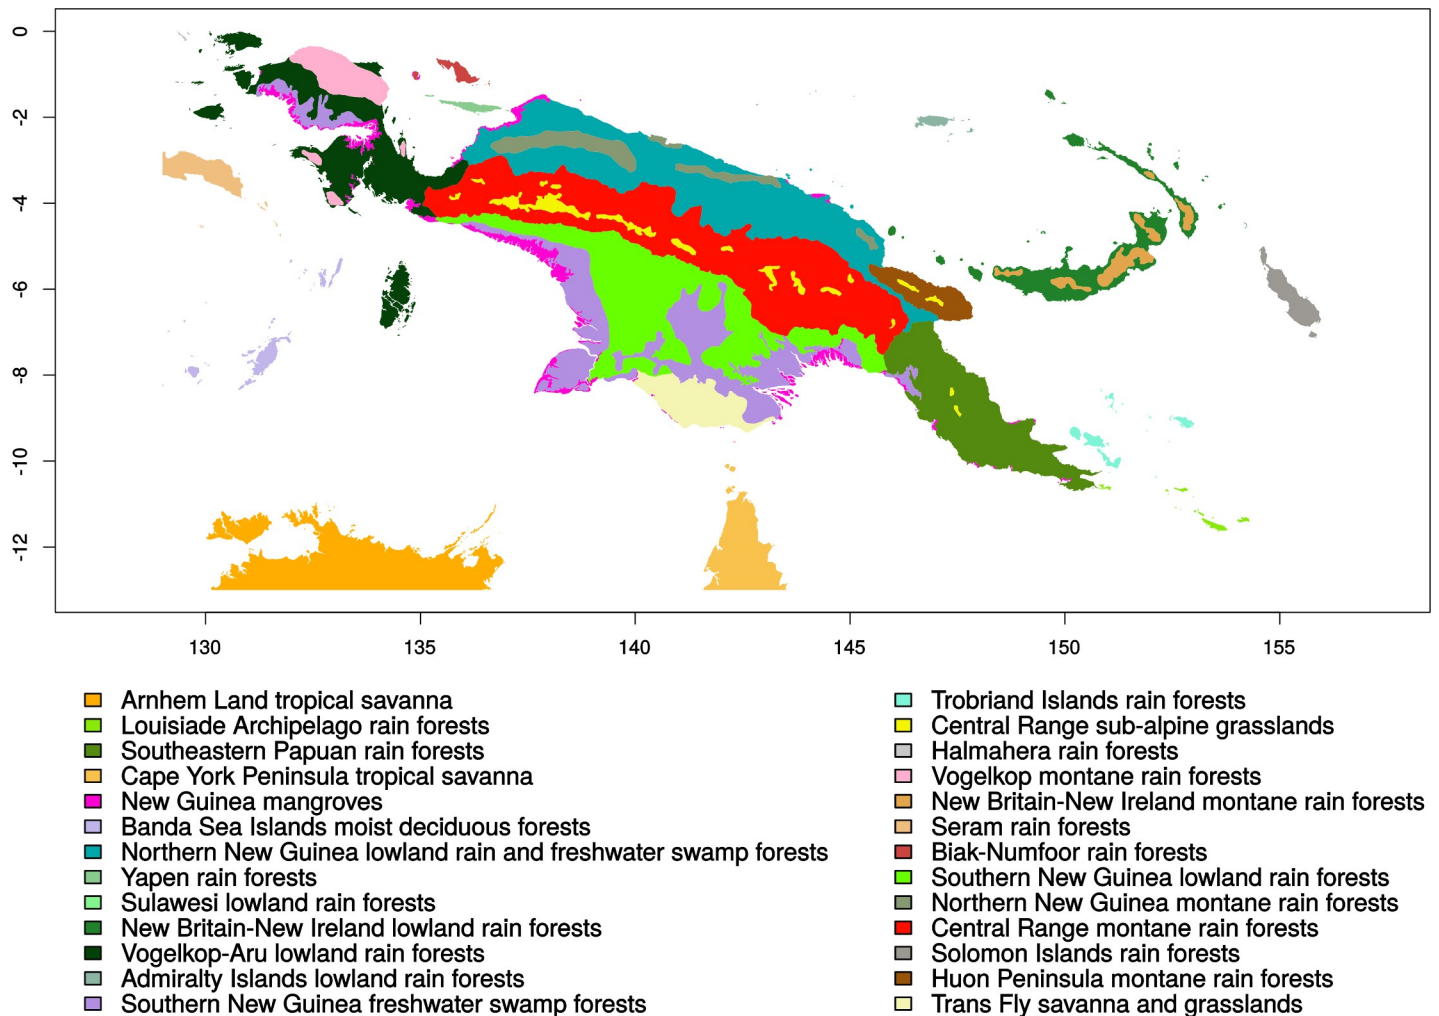 0
2
-4
-6
-8
-10
-12
130 135 140 145 150 155
Arnhem Land tropical savanna
Louisiade Archipelago rain forests
Southeastern Papuan rain forests
Cape York Peninsula tropical savanna
New Guinea mangroves
Banda Sea Islands moist deciduous forests
Northern New Guinea lowland rain and freshwater swamp forests
Yapen rain forests
Sulawesi lowland rain forests
New Britain-New Ireland lowland rain forests
Vogelkop-Aru lowland rain forests
Admiralty Islands lowland rain forests
Southern New Guinea freshwater swamp forests
Trobriand Islands rain forests
Central Range sub-alpine grasslands
Halmahera rain forests
Vogelkop montane rain forests
New Britain-New Ireland montane rain forests
Seram rain forests
Biak-Numfoor rain forests
Southern New Guinea lowland rain forests
Northern New Guinea montane rain forests
Central Range montane rain forests
Solomon Islands rain forests
Huon Peninsula montane rain forests
Trans Fly savanna and grasslands